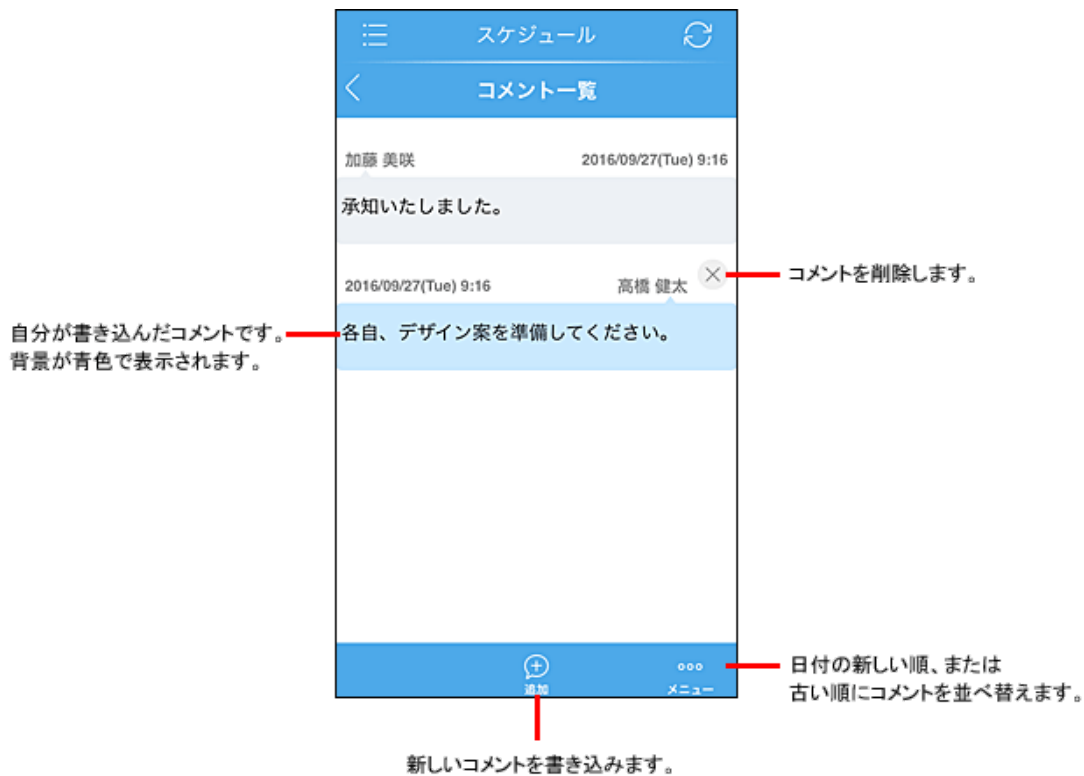 スケジュール
コメント一覧
加藤 美咲
2016/09/27(Tue) 9:16
承知いたしました。
コメントを削除します。
2016/09/27(Tue) 9:16
高橋 健太
自分が書き込んだコメントです。
背景が青色で表示されます。
各自、デザイン案を準備してください。
追加
メニュー
日付の新しい順、または
古い順にコメントを並べ替えます。
新しいコメントを書き込みます。